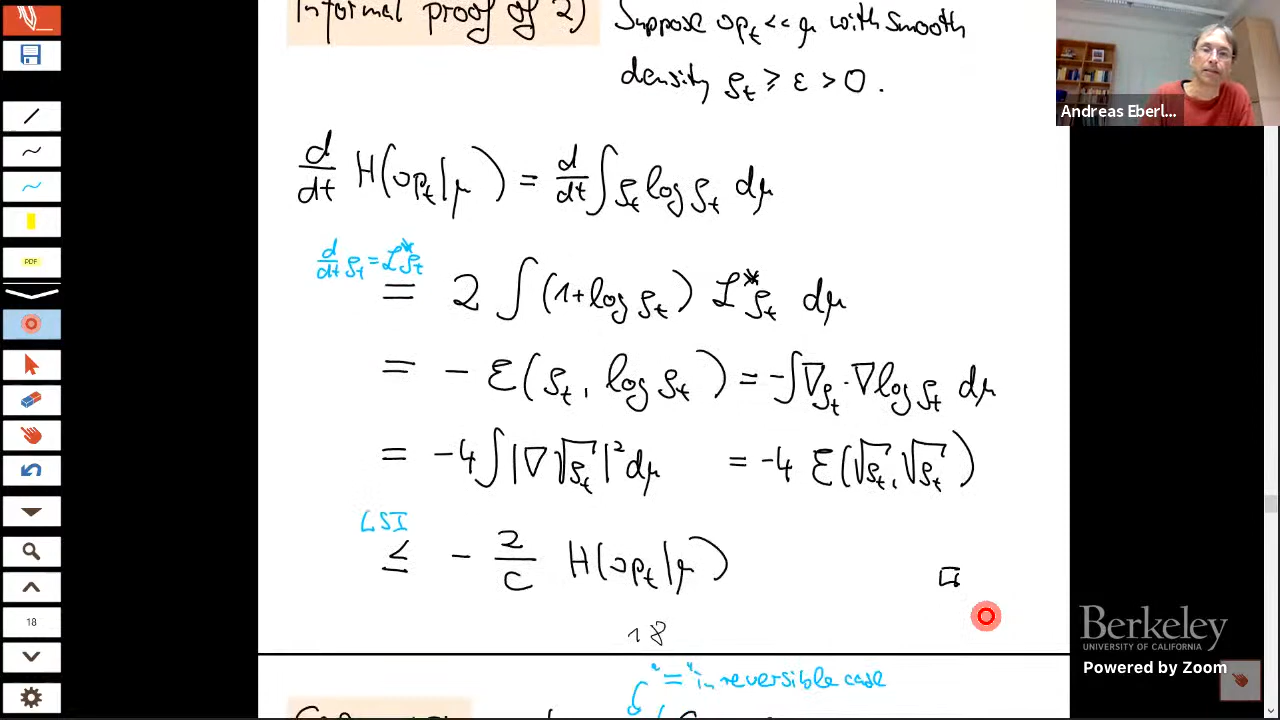 Informal proof of 2) Suppose νp_t << μ with smooth
density ρ_t ≥ ε > 0.
Andreas Eberl...
d/dt H(νp_t|μ) = d/dt ∫ρ_t log ρ_t dμ
d/dt ρ_t = L*ρ_t
= 2 ∫(1+log ρ_t) L*ρ_t dμ
= - ℰ(ρ_t, log ρ_t) = -∫∇ρ_t · ∇log ρ_t dμ
= -4 ∫|∇√ρ_t|² dμ = -4 ℰ(√ρ_t, √ρ_t)
LSI
≤ - 2/C H(νp_t|μ) □
18
"=" in reversible case
PDF
18
Berkeley
UNIVERSITY OF CALIFORNIA
Powered by Zoom